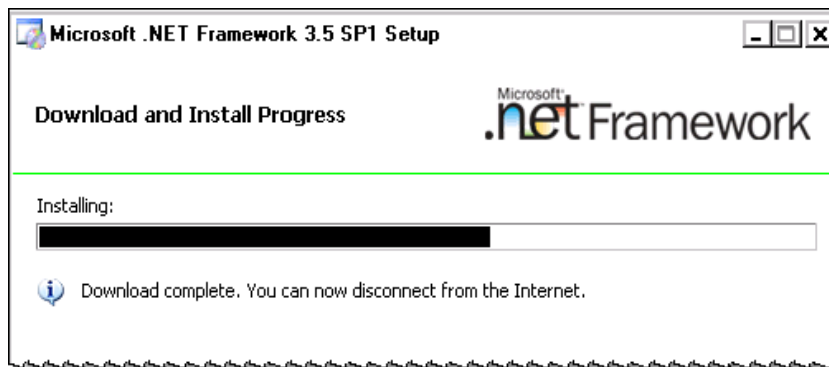 Microsoft .NET Framework 3.5 SP1 Setup
Download and Install Progress
Microsoft
.net Framework
Installing:
Download complete. You can now disconnect from the Internet.